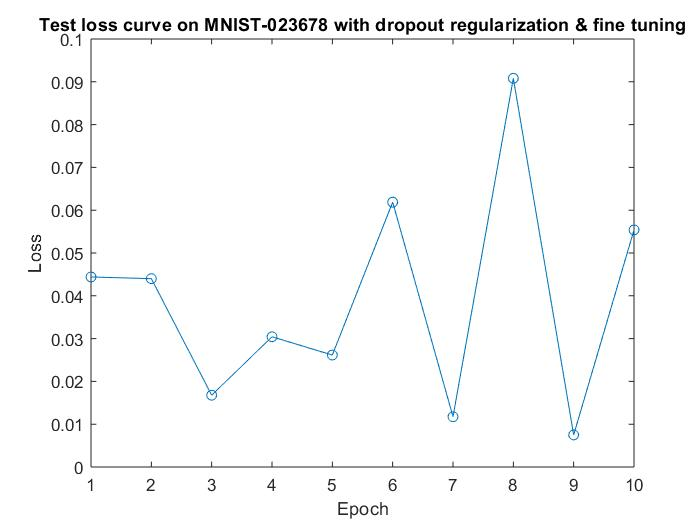 Test loss curve on MNIST-023678 with dropout regularization & fine tuning
0.1
0.09
0.08
0.07
0.06
0.05
0.04
0.03
0.02
0.01
0
Loss
1 2 3 4 5 6 7 8 9 10
Epoch